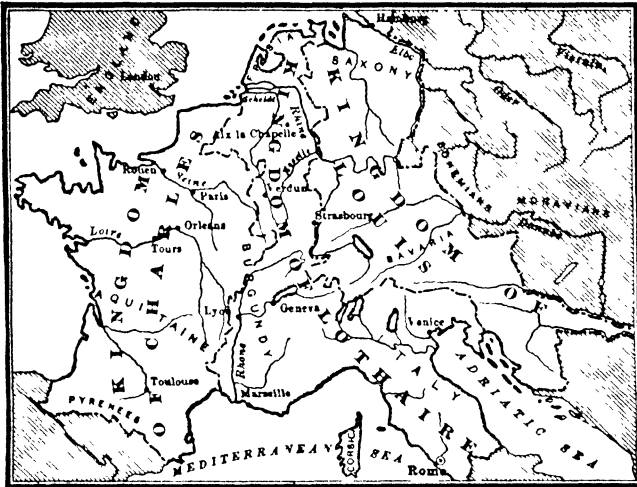 ENGLAND
London
Hamburg
Elbe
SAXONY
Vistula
Oder
Scheldt
Rhine
Aix la Chapelle
Moselle
Verdun
Rouen
Seine
Paris
Strasbourg
BOHEMIANS
MORAVIANS
Danube
Loire
Orleans
Tours
BURGUNDY
BAVARIA
KINGDOM OF CHARLES
KINGDOM OF LOTHAIRE
KINGDOM OF LOUIS
AQUITAINE
Lyon
Geneva
Venice
ITALY
ADRIATIC SEA
Rhone
Toulouse
Marseille
PYRENEES
MEDITERRANEAN SEA
CORSIC
Rome